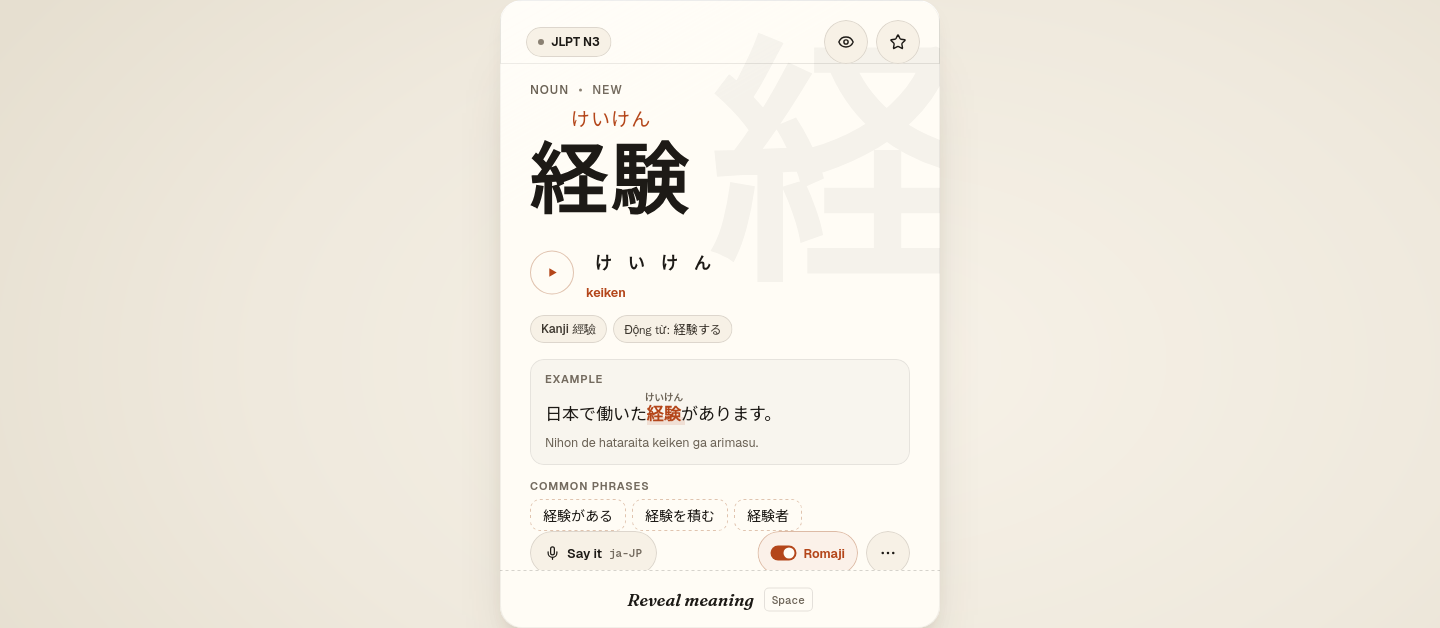 JLPT N3
NOUN • NEW
けいけん
経験
けいけん
keiken
Kanji 經驗
Động từ: 経験する
EXAMPLE
けいけん
日本で働いた経験があります。
Nihon de hataraita keiken ga arimasu.
COMMON PHRASES
経験がある 経験を積む 経験者
Say it ja-JP Romaji
Reveal meaning Space
経